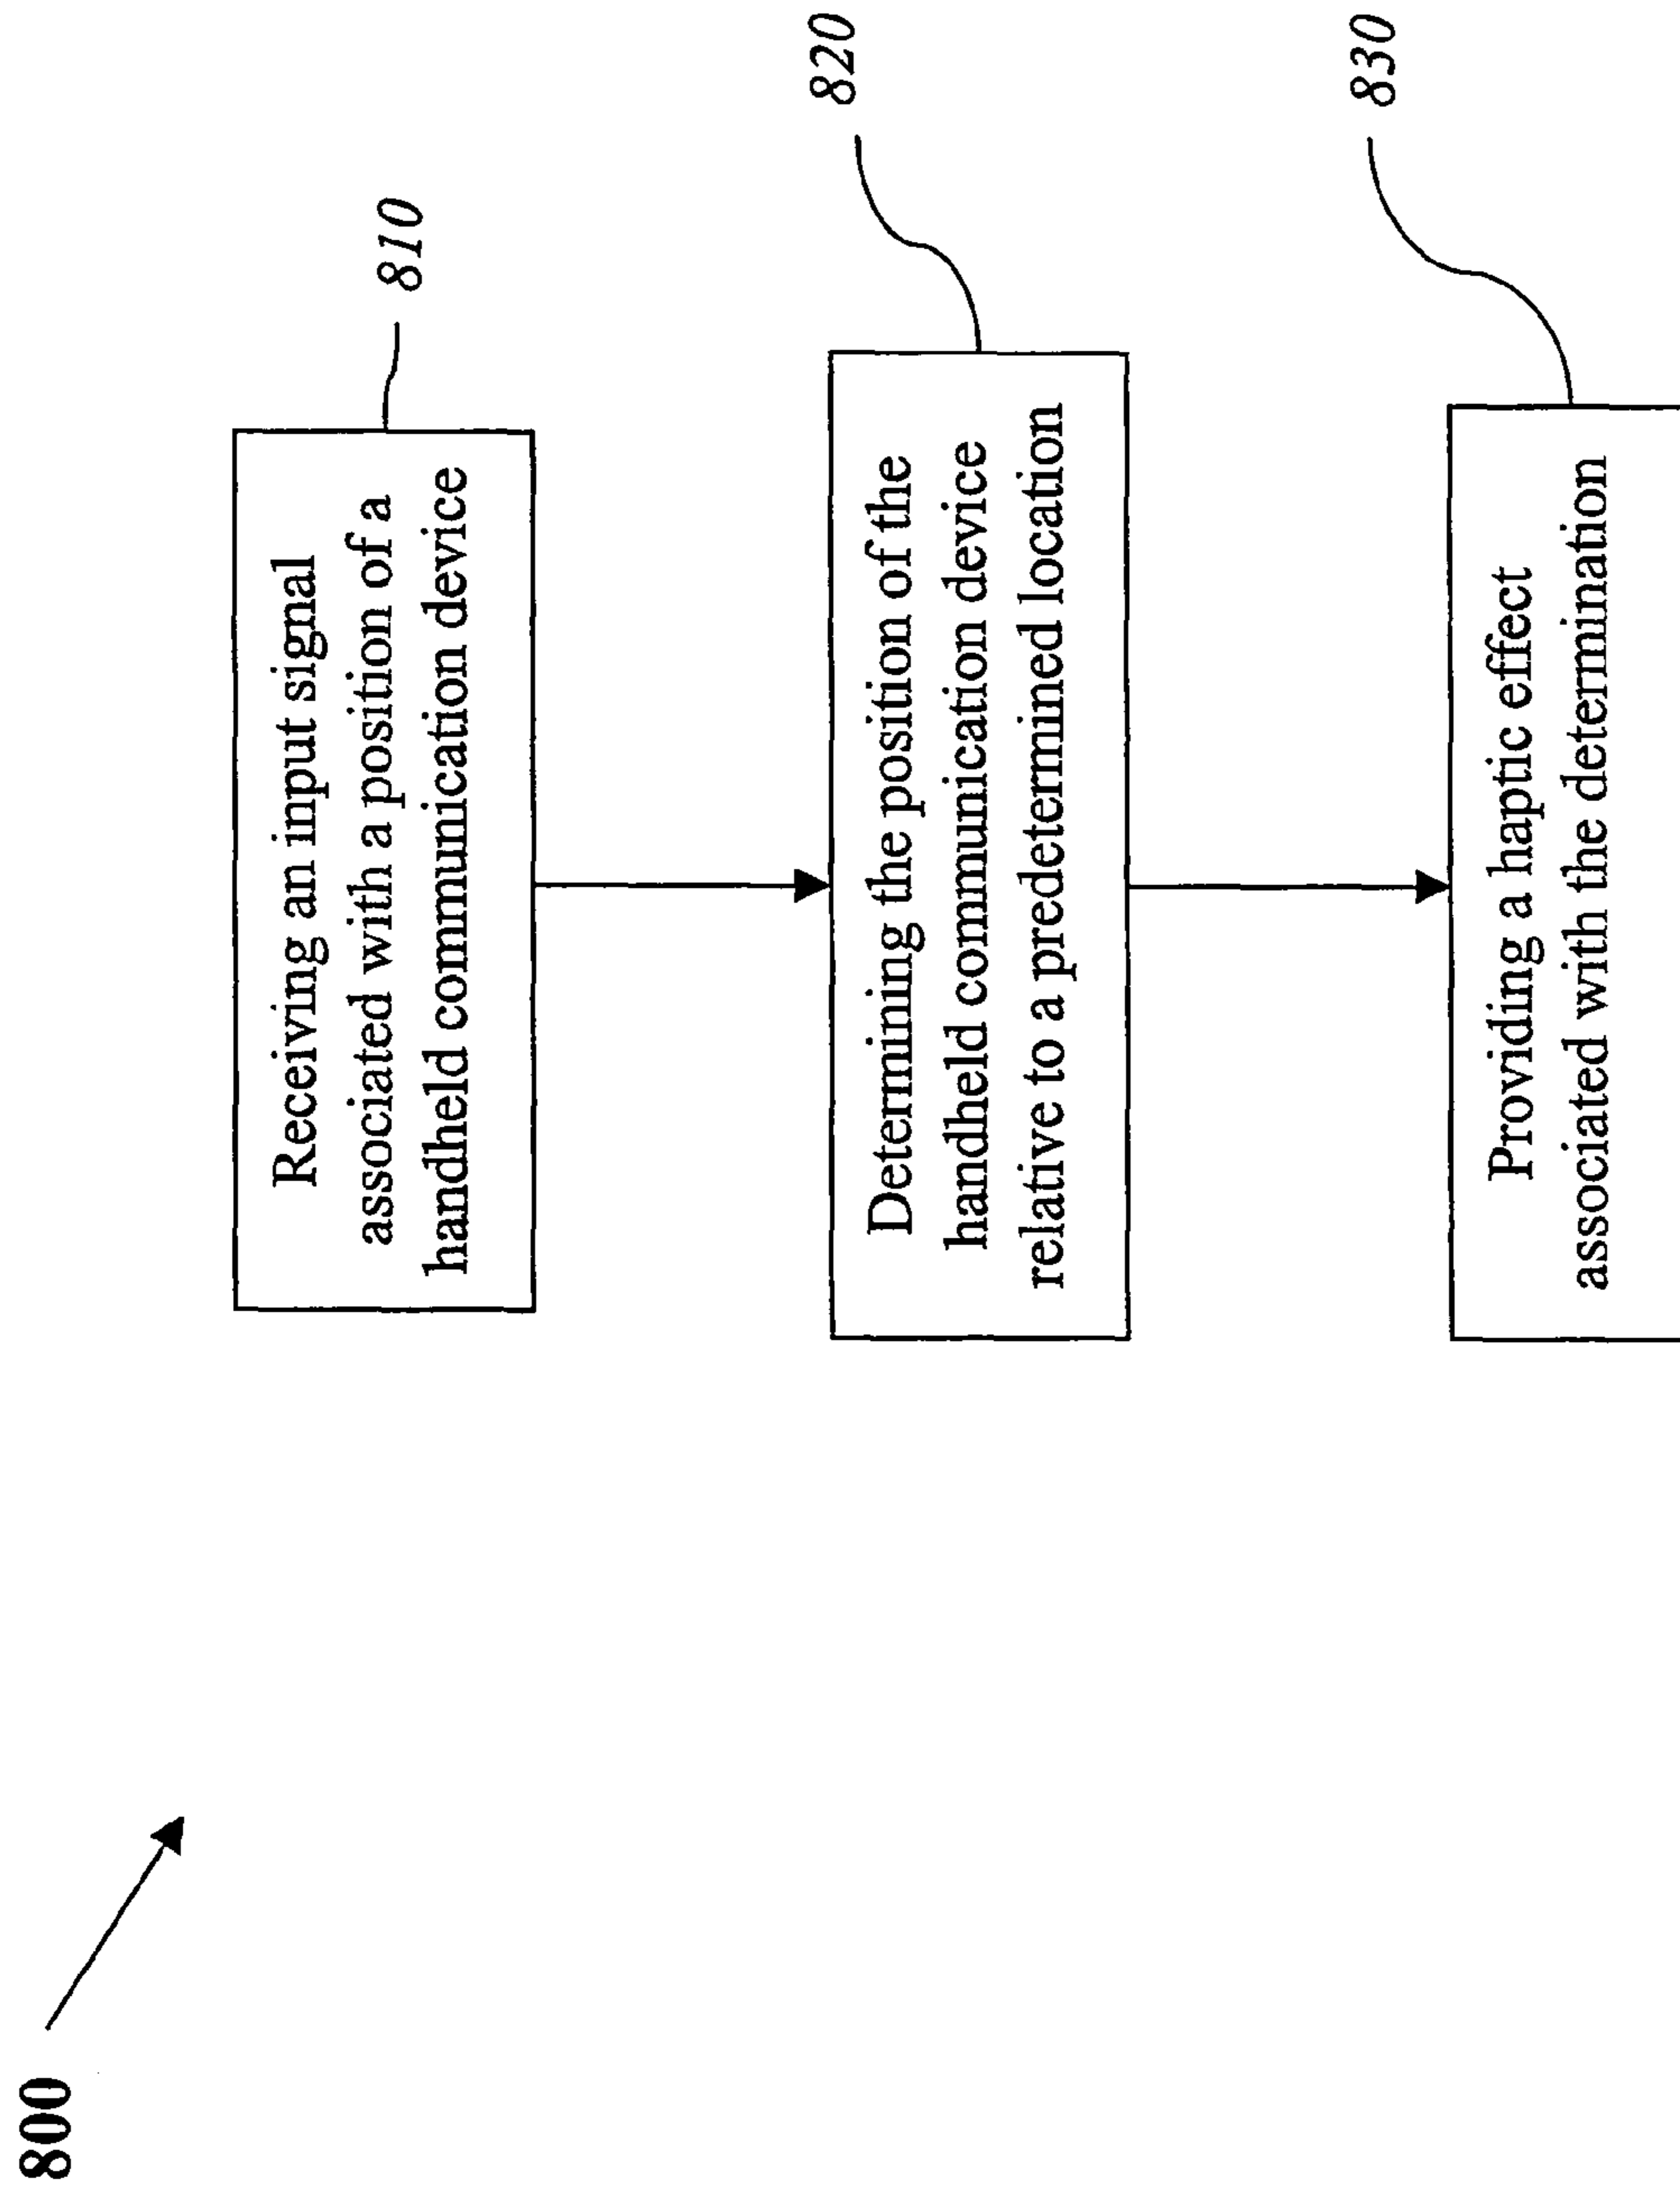 800
Receiving an input signal
associated with a position of a
handheld communication device
810
Determining the position of the
handheld communication device
relative to a predetermined location
820
Providing a haptic effect
associated with the determination
830